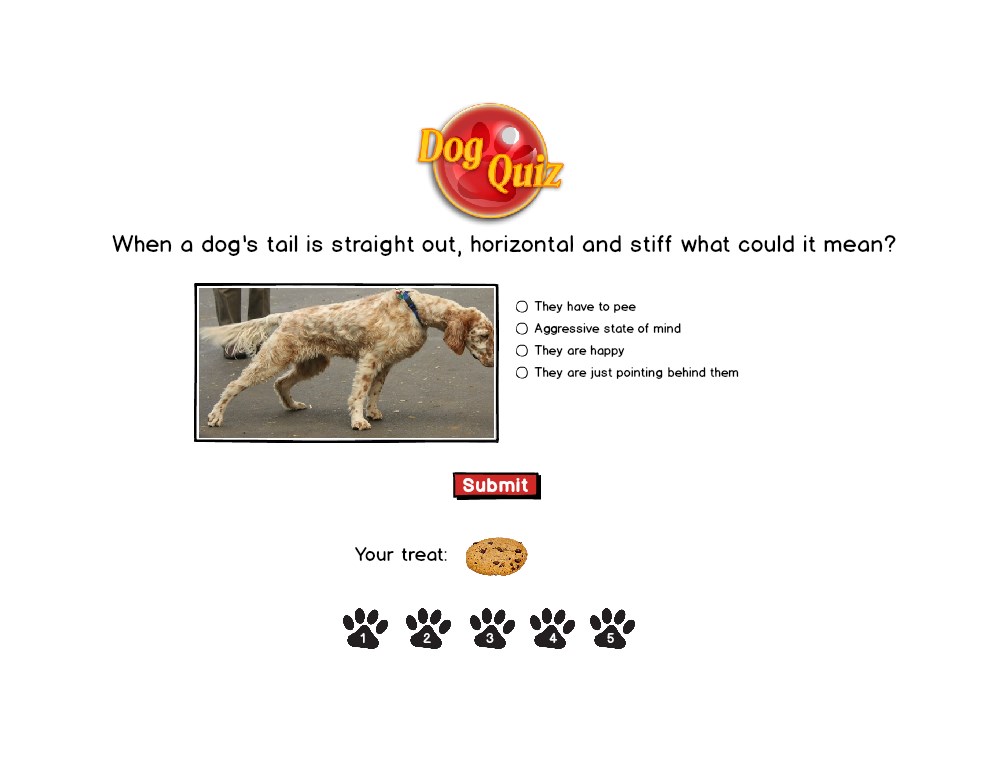 Dog
Quiz
When a dog's tail is straight out, horizontal and stiff what could it mean?
They have to pee
Aggressive state of mind
They are happy
They are just pointing behind them
Submit
Your treat:
1 2 3 4 5